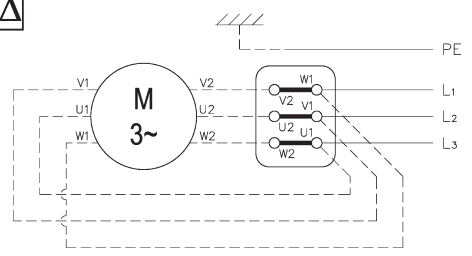 Δ
PE
V1 V2 W1 L1
V2 V1
U1 M U2 L2
U2 U1
W1 3~ W2 L3
W2